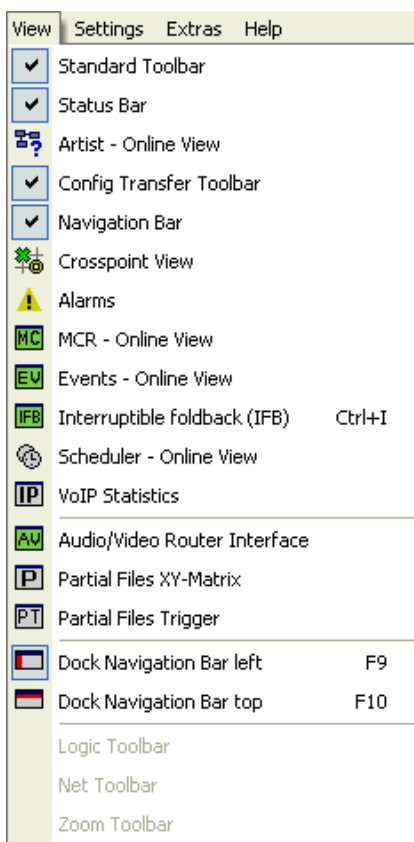 View Settings Extras Help
Standard Toolbar
Status Bar
Artist - Online View
Config Transfer Toolbar
Navigation Bar
Crosspoint View
Alarms
MC MCR - Online View
EV Events - Online View
IFB Interruptible foldback (IFB) Ctrl+I
Scheduler - Online View
IP VoIP Statistics
AV Audio/Video Router Interface
P Partial Files XY-Matrix
PT Partial Files Trigger
Dock Navigation Bar left F9
Dock Navigation Bar top F10
Logic Toolbar
Net Toolbar
Zoom Toolbar